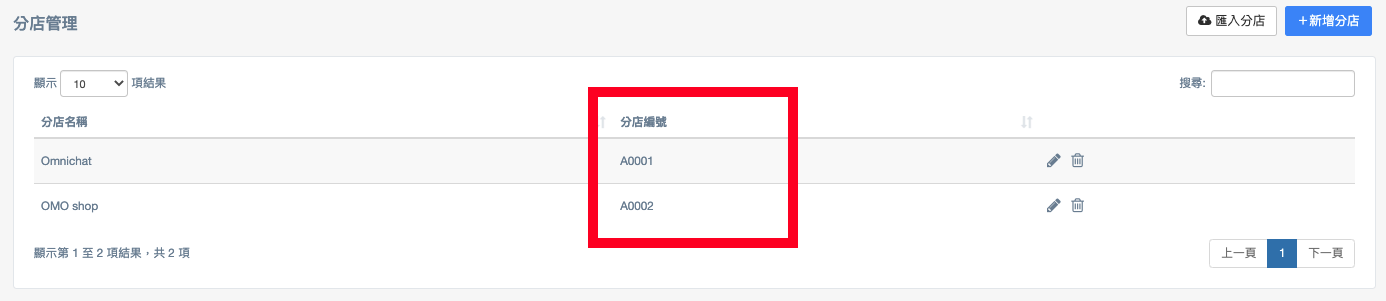 分店管理
匯入分店
+新增分店
顯示 10 項結果
搜尋:
分店名稱 分店編號
Omnichat A0001
OMO shop A0002
顯示第 1 至 2 項結果，共 2 項
上一頁 1 下一頁